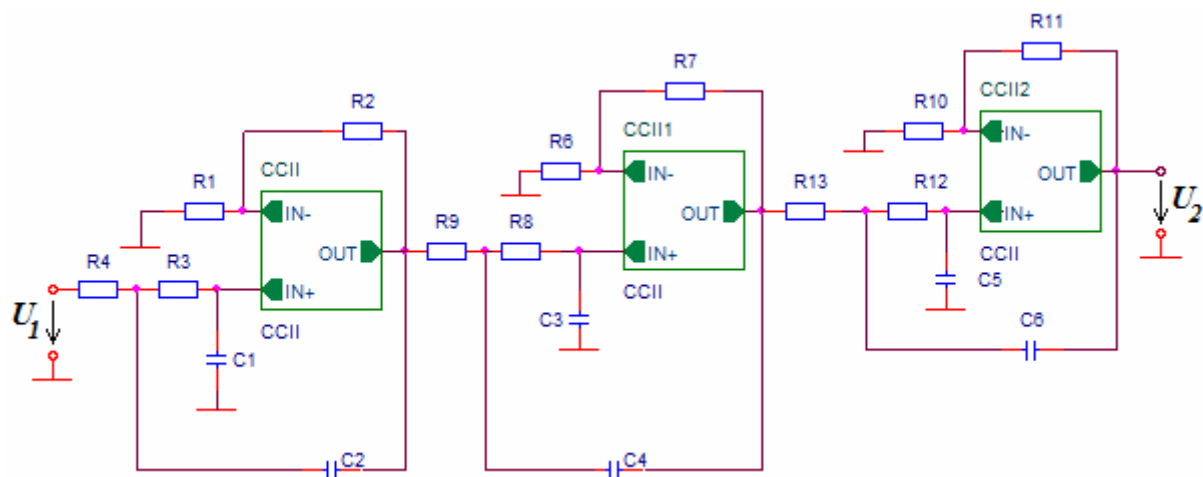 R11
R7
CCII2
R2
R10
IN-
CCII1
OUT
CCII
R6
IN-
R13
R12
IN+
R1
IN-
OUT
U2
R9
R8
CCII
OUT
IN+
C5
R4
R3
IN+
CCII
U1
C3
C6
CCII
C1
C2
C4